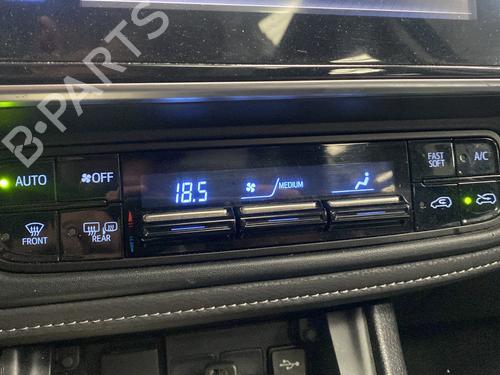 B-PARTS
FAST
SOFT
A/C
AUTO
OFF
18.5
MEDIUM
FRONT
REAR